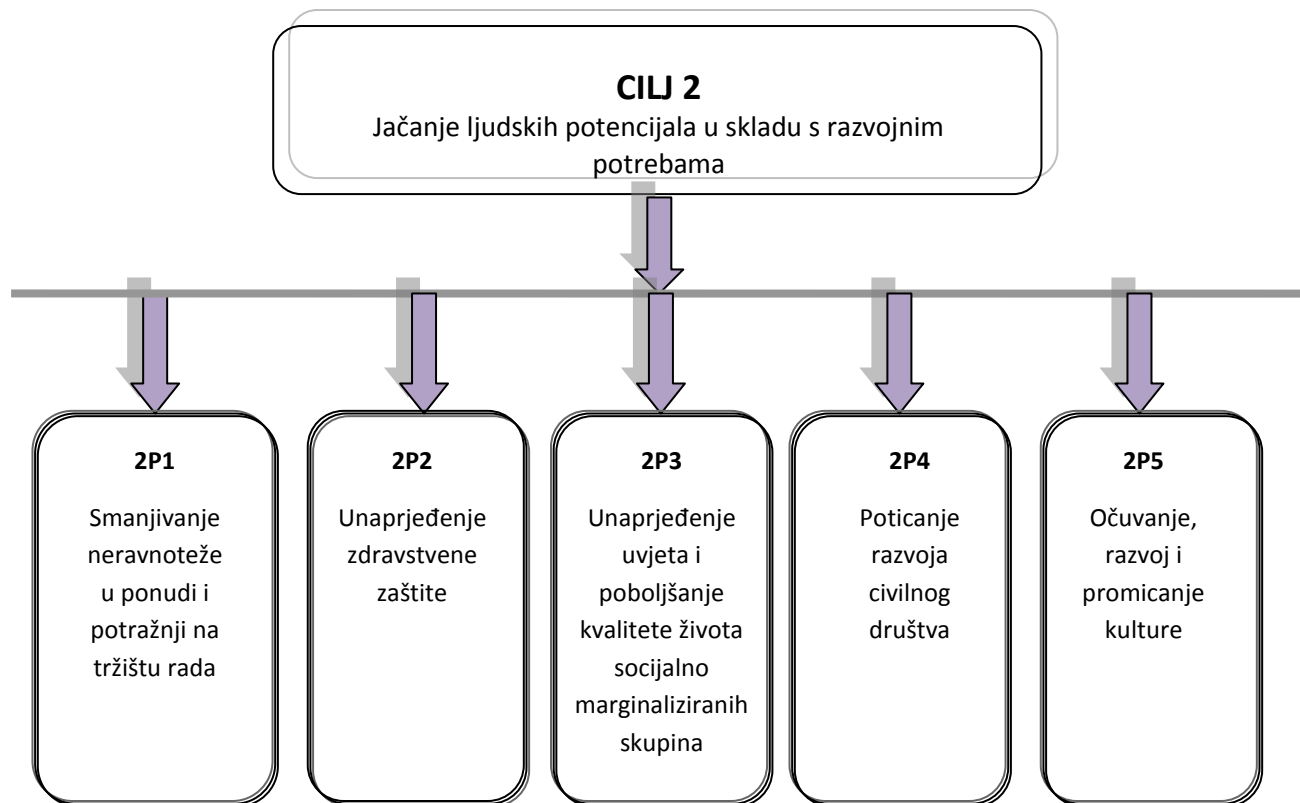 CILJ 2
Jačanje ljudskih potencijala u skladu s razvojnim
potrebama
2P1
Smanjivanje
neravnoteže
u ponudi i
potražnji na
tržištu rada
2P2
Unaprjeđenje
zdravstvene
zaštite
2P3
Unaprjeđenje
uvjeta i
poboljšanje
kvalitete života
socijalno
marginaliziranih
skupina
2P4
Poticanje
razvoja
civilnog
društva
2P5
Očuvanje,
razvoj i
promicanje
kulture